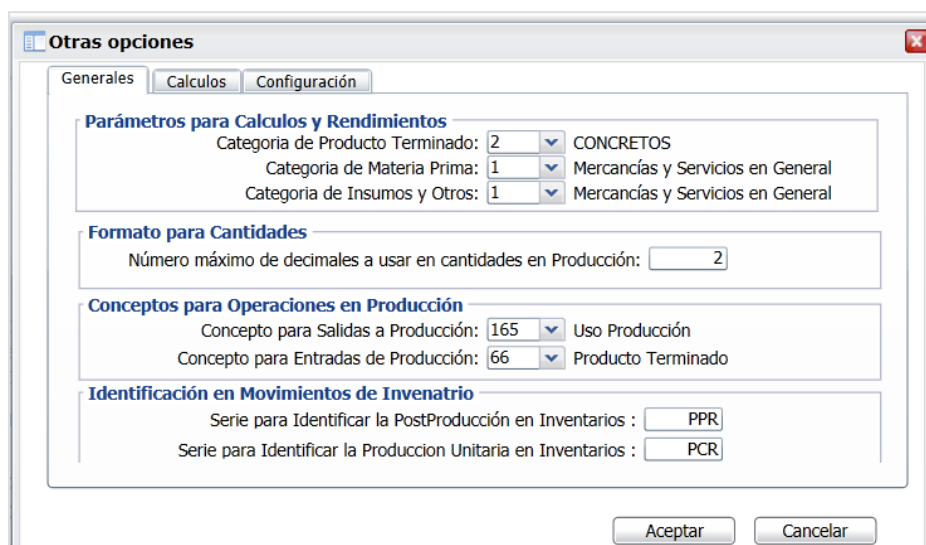 Otras opciones
Generales Calculos Configuración
Parámetros para Calculos y Rendimientos
Categoria de Producto Terminado: 2 CONCRETOS
Categoria de Materia Prima: 1 Mercancías y Servicios en General
Categoria de Insumos y Otros: 1 Mercancías y Servicios en General
Formato para Cantidades
Número máximo de decimales a usar en cantidades en Producción: 2
Conceptos para Operaciones en Producción
Concepto para Salidas a Producción: 165 Uso Producción
Concepto para Entradas de Producción: 66 Producto Terminado
Identificación en Movimientos de Invenatrio
Serie para Identificar la PostProducción en Inventarios : PPR
Serie para Identificar la Produccion Unitaria en Inventarios : PCR
Aceptar Cancelar